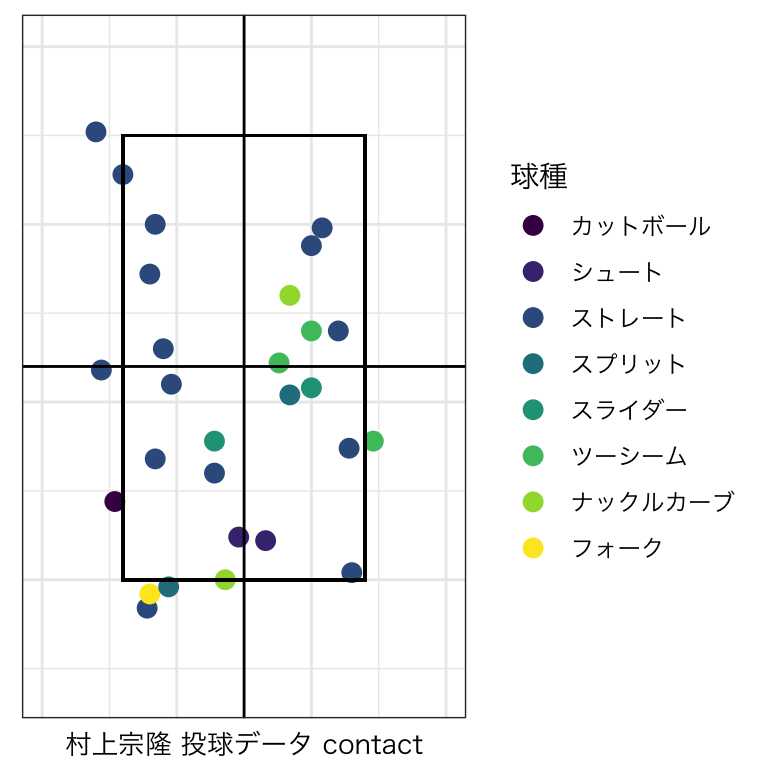 球種
カットボール
シュート
ストレート
スプリット
スライダー
ツーシーム
ナックルカーブ
フォーク
村上宗隆 投球データ contact